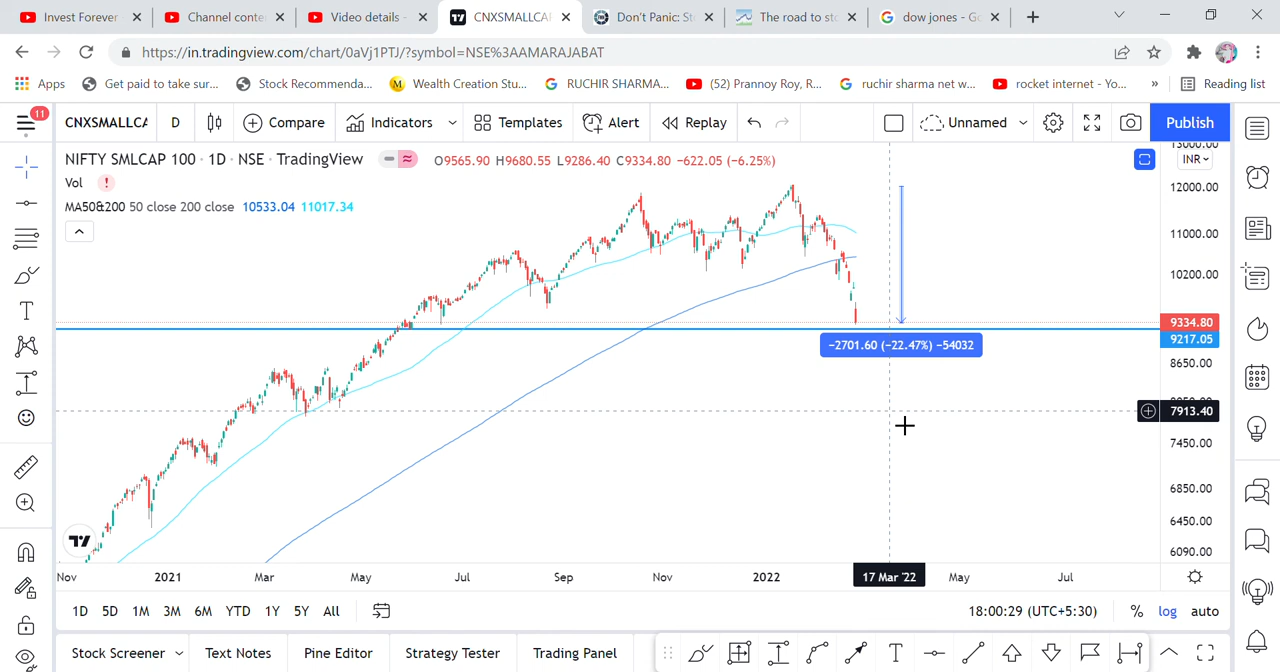 Invest Forever
Channel conte
Video details -
CNXSMALLCA
Don't Panic: St
The road to st
dow jones - G
https://in.tradingview.com/chart/0aVj1PTJ/?symbol=NSE%3AAMARAJABAT
Apps
Get paid to take sur...
Stock Recommenda...
Wealth Creation Stu...
RUCHIR SHARMA...
(52) Prannoy Roy, R...
ruchir sharma net w...
rocket internet - Yo...
»
Reading list
11
CNXSMALLCA
D
Compare
Indicators
Templates
Alert
Replay
Unnamed
Publish
NIFTY SMLCAP 100 · 1D · NSE · TradingView
O9565.90 H9680.55 L9286.40 C9334.80 −622.05 (−6.25%)
INR
Vol
MA50&200 50 close 200 close 10533.04 11017.34
13000.00
12000.00
11000.00
10200.00
9334.80
9217.05
−2701.60 (−22.47%) −54032
8650.00
7913.40
7450.00
6850.00
6450.00
6090.00
Nov 2021 Mar May Jul Sep Nov 2022 17 Mar '22 May Jul
1D 5D 1M 3M 6M YTD 1Y 5Y All
18:00:29 (UTC+5:30) % log auto
Stock Screener
Text Notes
Pine Editor
Strategy Tester
Trading Panel